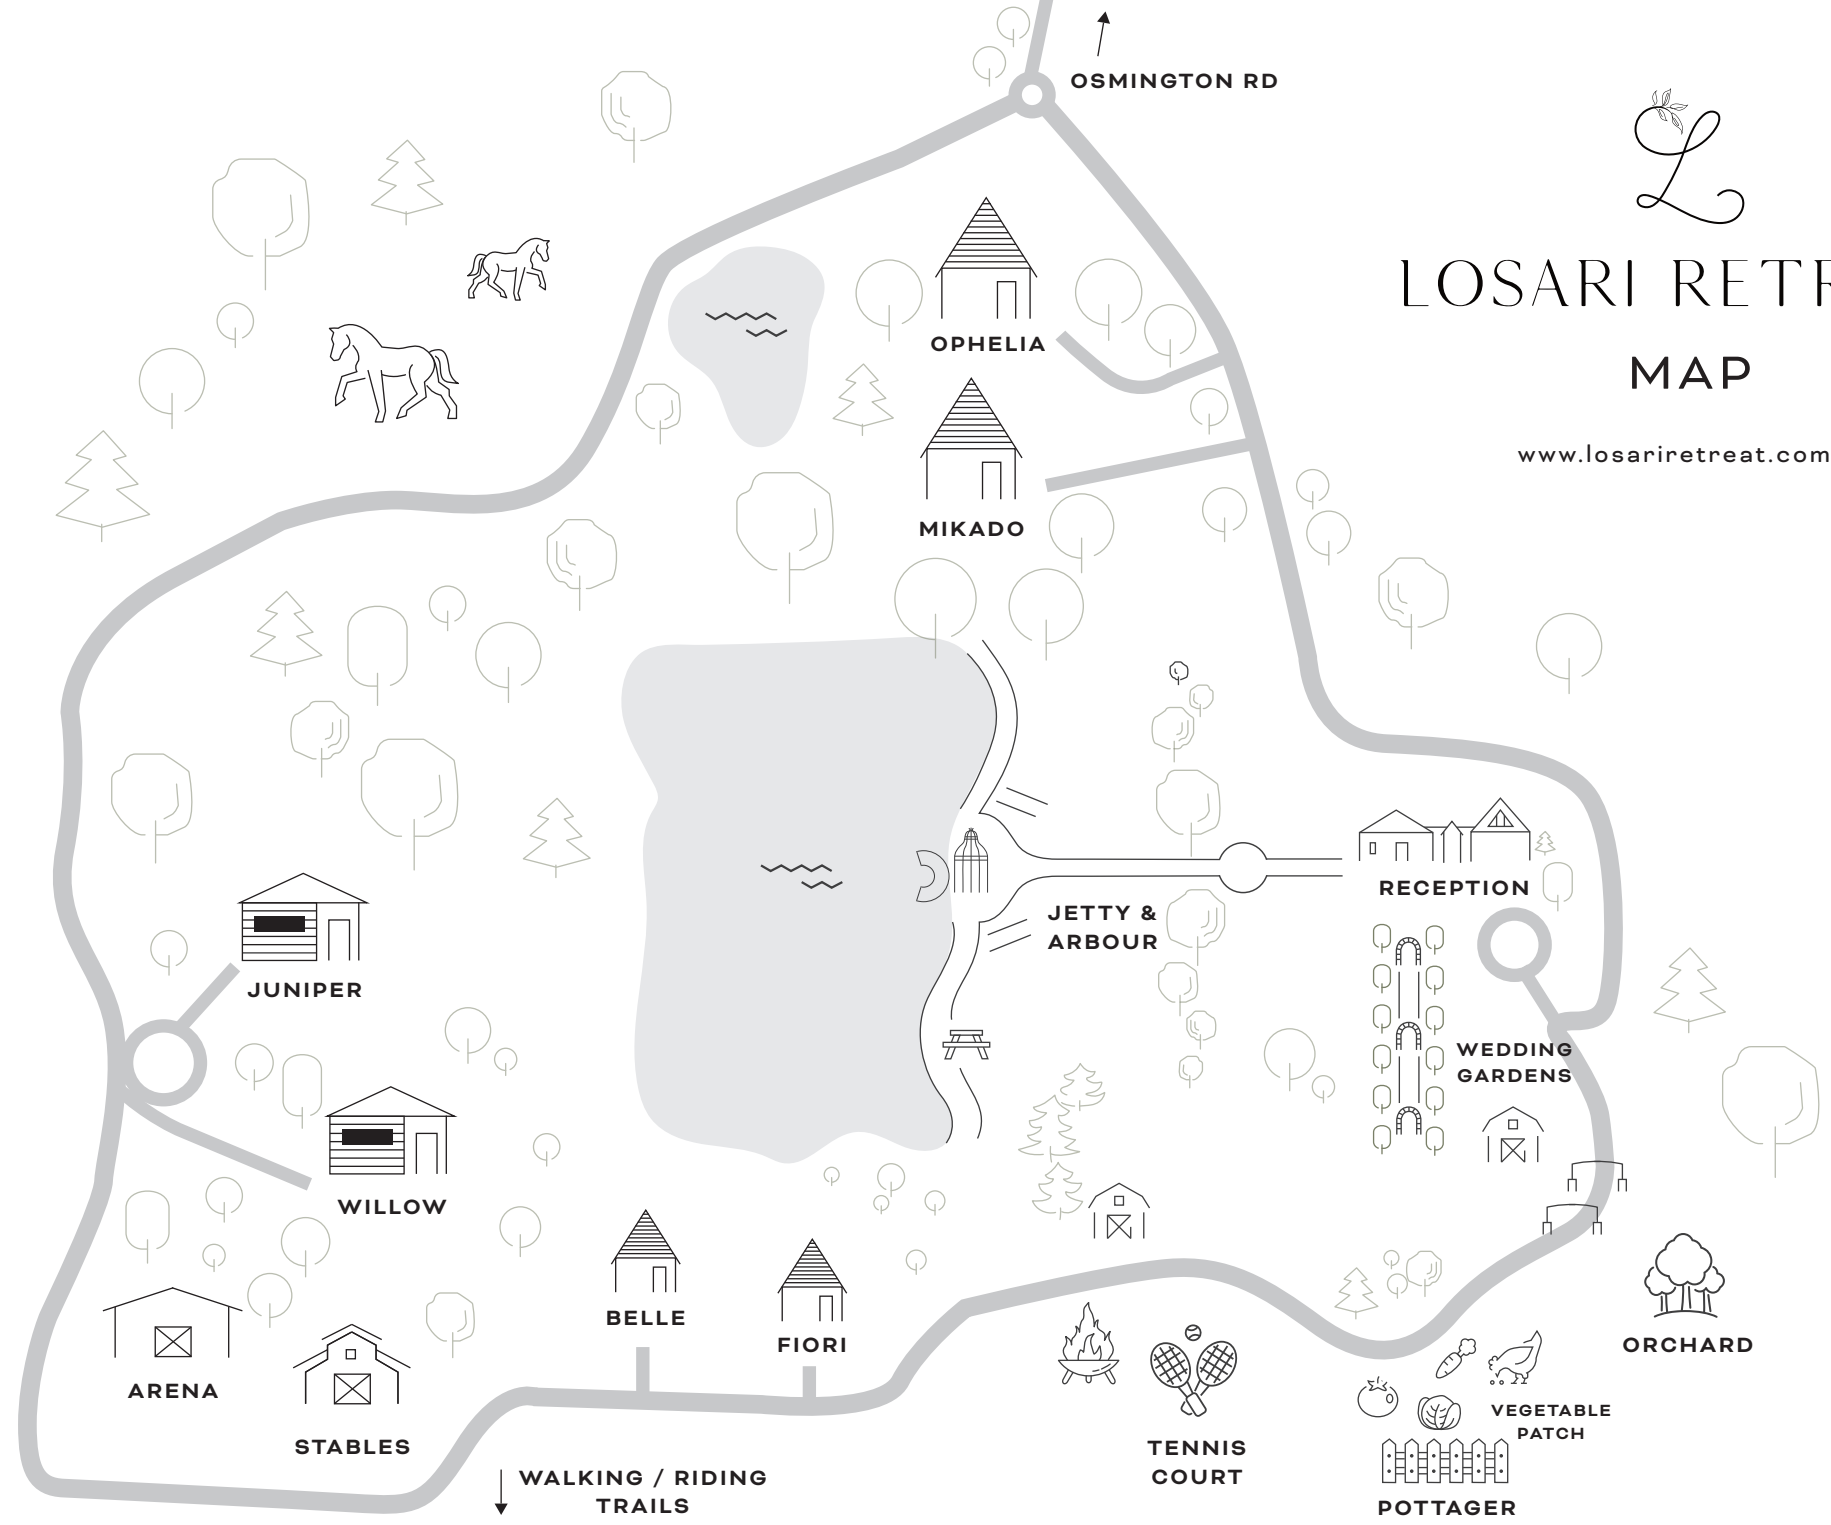 OSMINGTON RD
L
LOSARI RETR
MAP
www.losariretreat.com
OPHELIA
MIKADO
RECEPTION
JETTY &
ARBOUR
JUNIPER
WEDDING
GARDENS
WILLOW
BELLE
FIORI
ORCHARD
ARENA
STABLES
VEGETABLE
PATCH
TENNIS
COURT
WALKING / RIDING
TRAILS
POTTAGER